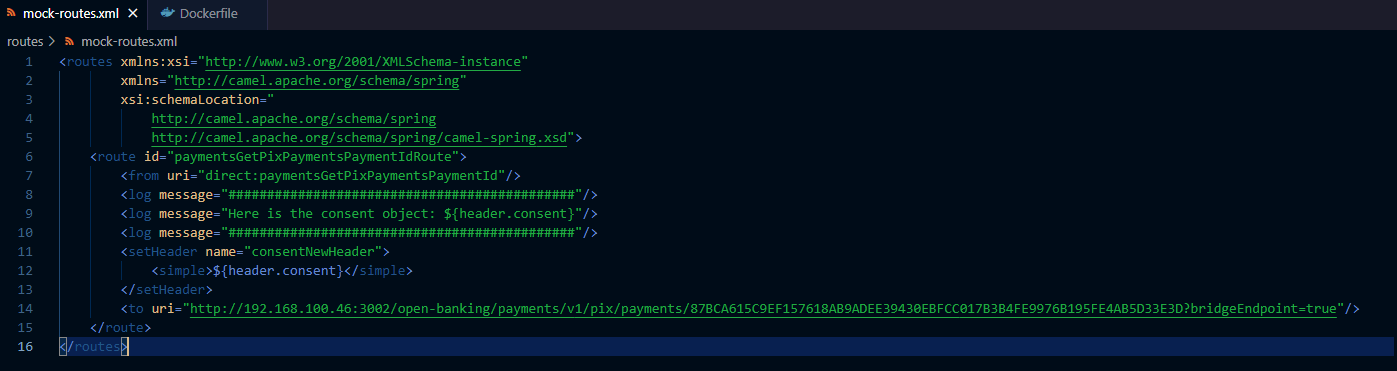 mock-routes.xml
Dockerfile
routes > mock-routes.xml
1 <routes xmlns:xsi="http://www.w3.org/2001/XMLSchema-instance"
2 xmlns="http://camel.apache.org/schema/spring"
3 xsi:schemaLocation="
4 http://camel.apache.org/schema/spring
5 http://camel.apache.org/schema/spring/camel-spring.xsd">
6 <route id="paymentsGetPixPaymentsPaymentIdRoute">
7 <from uri="direct:paymentsGetPixPaymentsPaymentId"/>
8 <log message="#############################################"/>
9 <log message="Here is the consent object: ${header.consent}"/>
10 <log message="#############################################"/>
11 <setHeader name="consentNewHeader">
12 <simple>${header.consent}</simple>
13 </setHeader>
14 <to uri="http://192.168.100.46:3002/open-banking/payments/v1/pix/payments/87BCA615C9EF157618AB9ADEE39430EBFCC017B3B4FE9976B195FE4AB5D33E3D?bridgeEndpoint=true"/>
15 </route>
16 </routes>